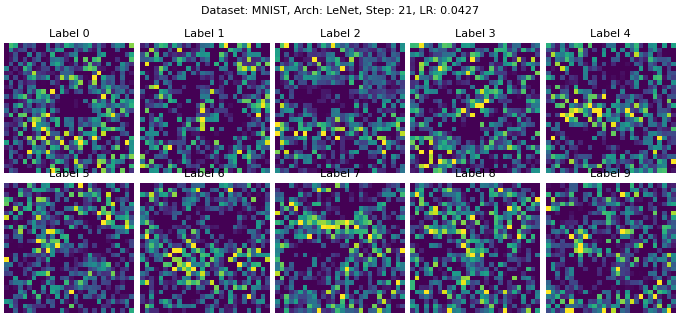 Dataset: MNIST, Arch: LeNet, Step: 21, LR: 0.0427
Label 0 Label 1 Label 2 Label 3 Label 4
Label 5 Label 6 Label 7 Label 8 Label 9